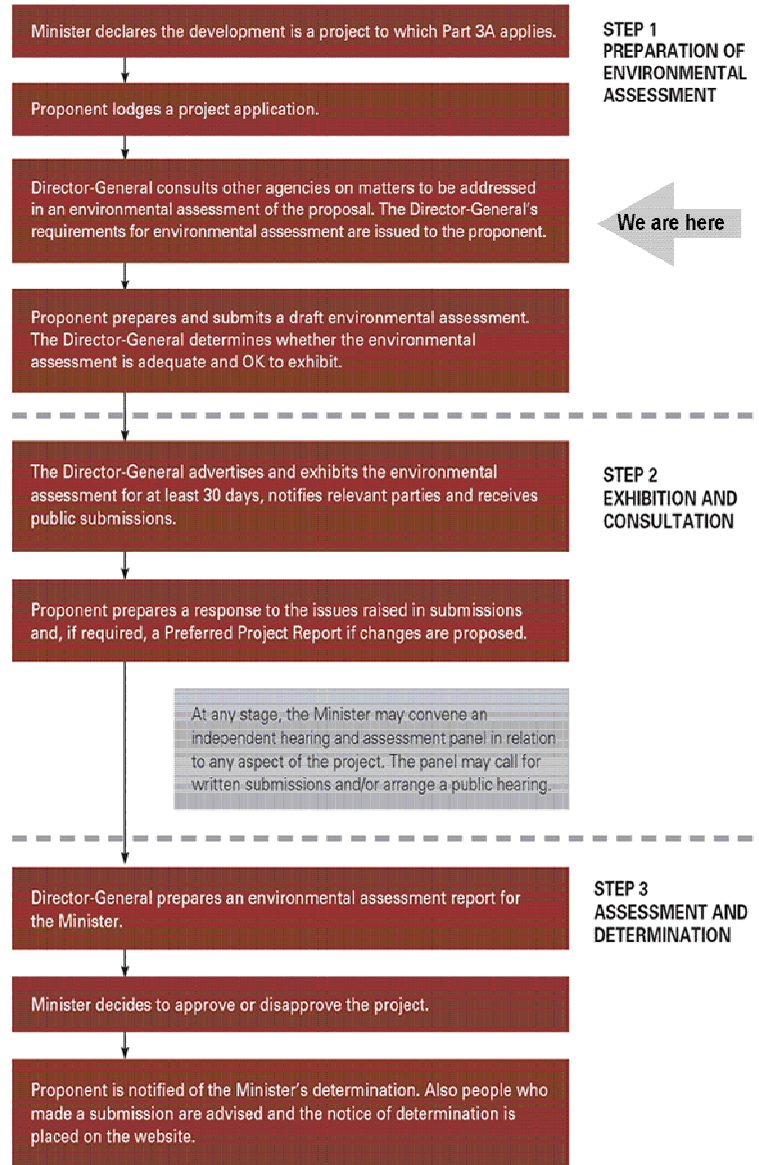 Minister declares the development is a project to which Part 3A applies.
STEP 1
PREPARATION OF
ENVIRONMENTAL
ASSESSMENT
Proponent lodges a project application.
Director-General consults other agencies on matters to be addressed
in an environmental assessment of the proposal. The Director-General's
requirements for environmental assessment are issued to the proponent.
We are here
Proponent prepares and submits a draft environmental assessment.
The Director-General determines whether the environmental
assessment is adequate and OK to exhibit.
The Director-General advertises and exhibits the environmental
assessment for at least 30 days, notifies relevant parties and receives
public submissions.
STEP 2
EXHIBITION AND
CONSULTATION
Proponent prepares a response to the issues raised in submissions
and, if required, a Preferred Project Report if changes are proposed.
At any stage, the Minister may convene an
independent hearing and assessment panel in relation
to any aspect of the project. The panel may call for
written submissions and/or arrange a public hearing.
Director-General prepares an environmental assessment report for
the Minister.
STEP 3
ASSESSMENT AND
DETERMINATION
Minister decides to approve or disapprove the project.
Proponent is notified of the Minister's determination. Also people who
made a submission are advised and the notice of determination is
placed on the website.